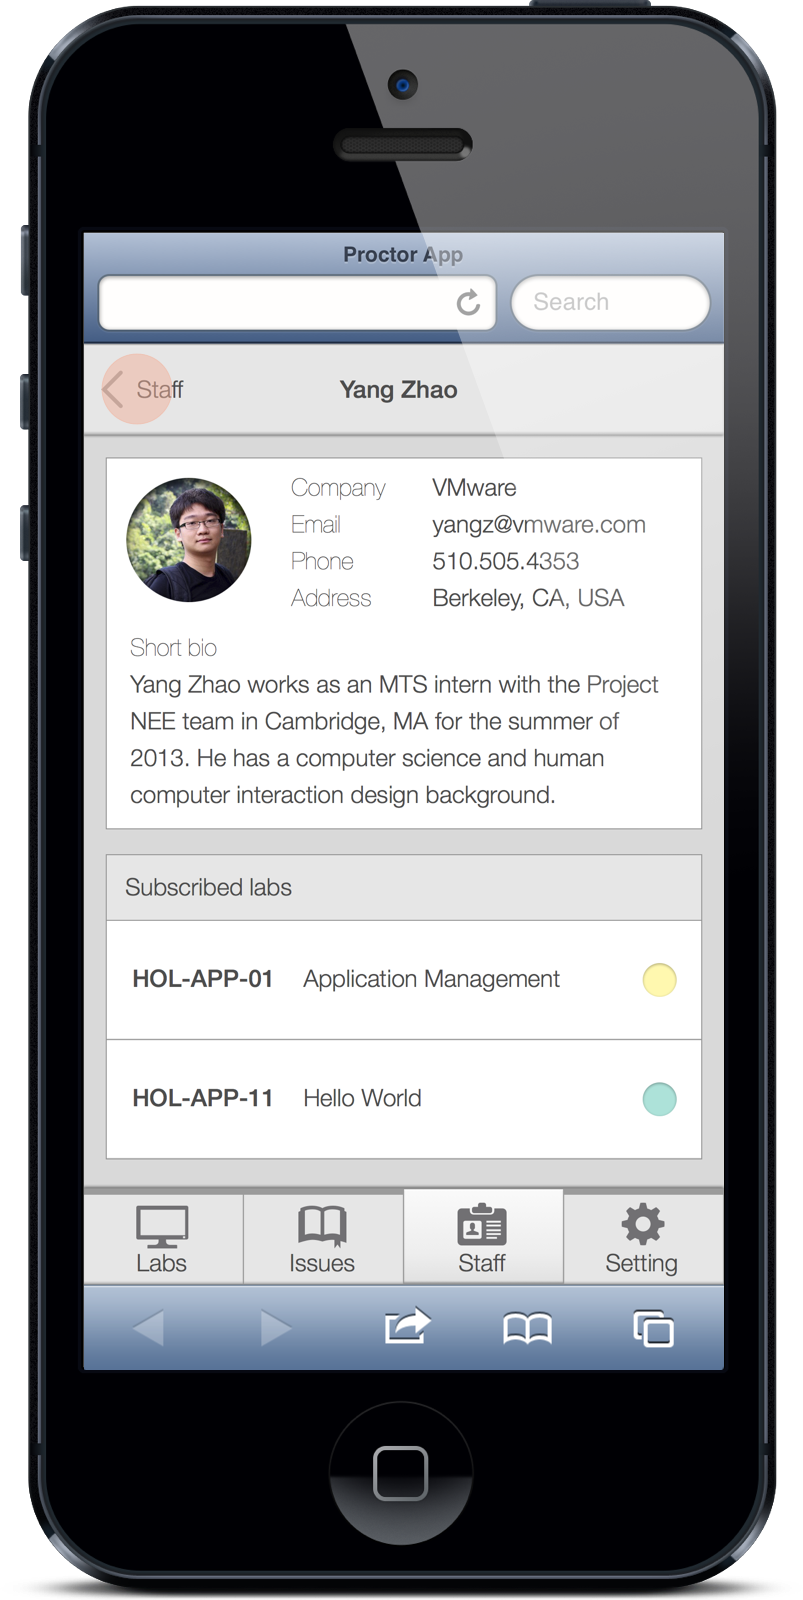 Proctor App
Search
Staff
Yang Zhao
Company VMware
Email yangz@vmware.com
Phone 510.505.4353
Address Berkeley, CA, USA
Short bio
Yang Zhao works as an MTS intern with the Project
NEE team in Cambridge, MA for the summer of
2013. He has a computer science and human
computer interaction design background.
Subscribed labs
HOL-APP-01 Application Management
HOL-APP-11 Hello World
Labs Issues Staff Setting